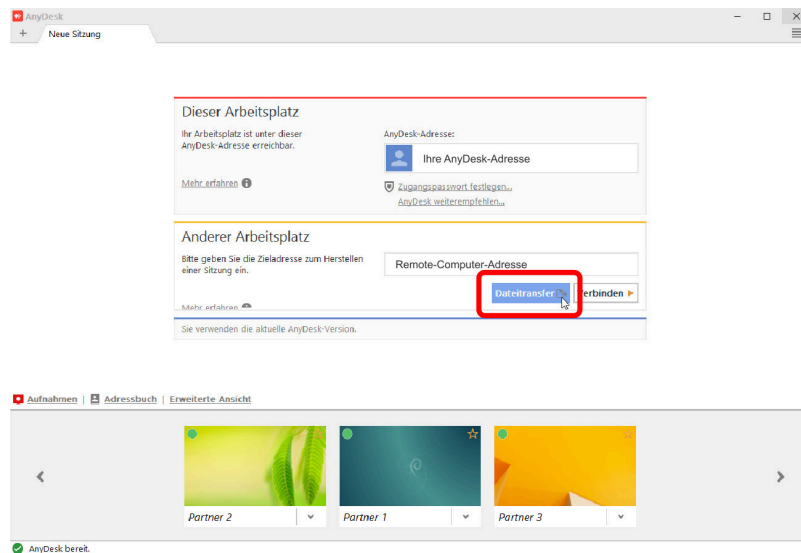 AnyDesk
Neue Sitzung
Dieser Arbeitsplatz
Ihr Arbeitsplatz ist unter dieser
AnyDesk-Adresse erreichbar.
AnyDesk-Adresse:
Ihre AnyDesk-Adresse
Mehr erfahren
Zugangspasswort festlegen...
AnyDesk weiterempfehlen...
Anderer Arbeitsplatz
Bitte geben Sie die Zieladresse zum Herstellen
einer Sitzung ein.
Remote-Computer-Adresse
Dateitransfer
erbinden
Mehr erfahren
Sie verwenden die aktuelle AnyDesk-Version.
Aufnahmen | Adressbuch | Erweiterte Ansicht
Partner 2
Partner 1
Partner 3
AnyDesk bereit.